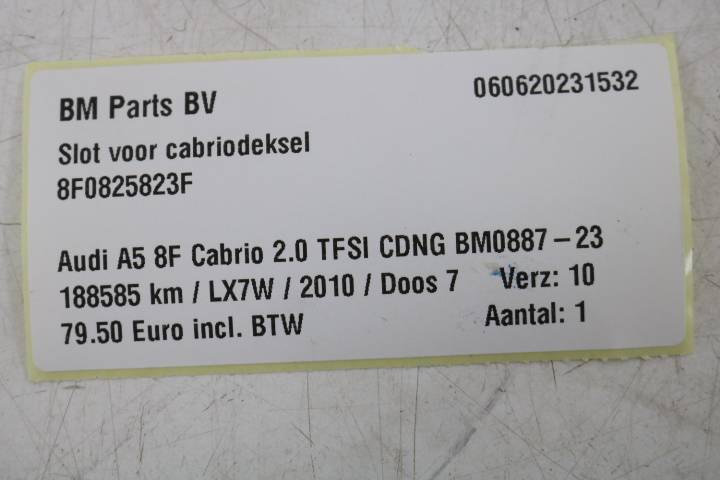 BM Parts BV 060620231532
Slot voor cabriodeksel
8F0825823F
Audi A5 8F Cabrio 2.0 TFSI CDNG BM0887-23
188585 km / LX7W / 2010 / Doos 7 Verz: 10
79.50 Euro incl. BTW Aantal: 1